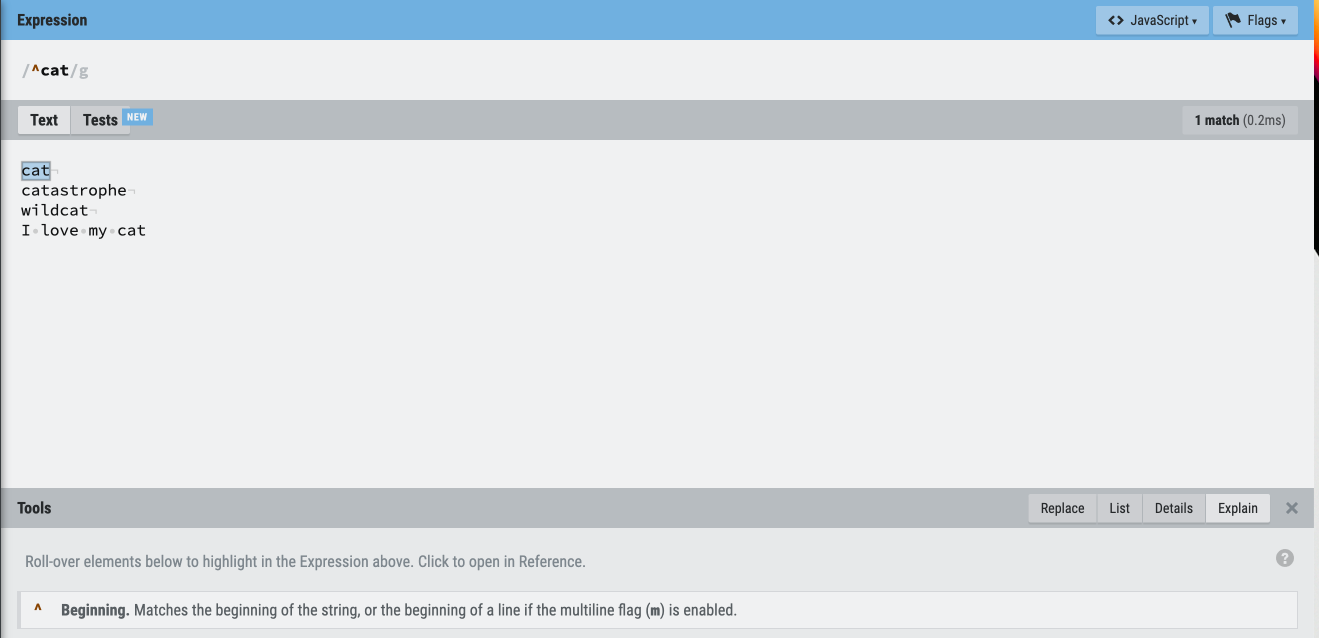 Expression
<> JavaScript ▾ Flags ▾
/^cat/g
Text Tests NEW 1 match (0.2ms)
cat¬
catastrophe¬
wildcat¬
I•love•my•cat
Tools Replace List Details Explain ✕
Roll-over elements below to highlight in the Expression above. Click to open in Reference. ?
^ Beginning. Matches the beginning of the string, or the beginning of a line if the multiline flag (m) is enabled.